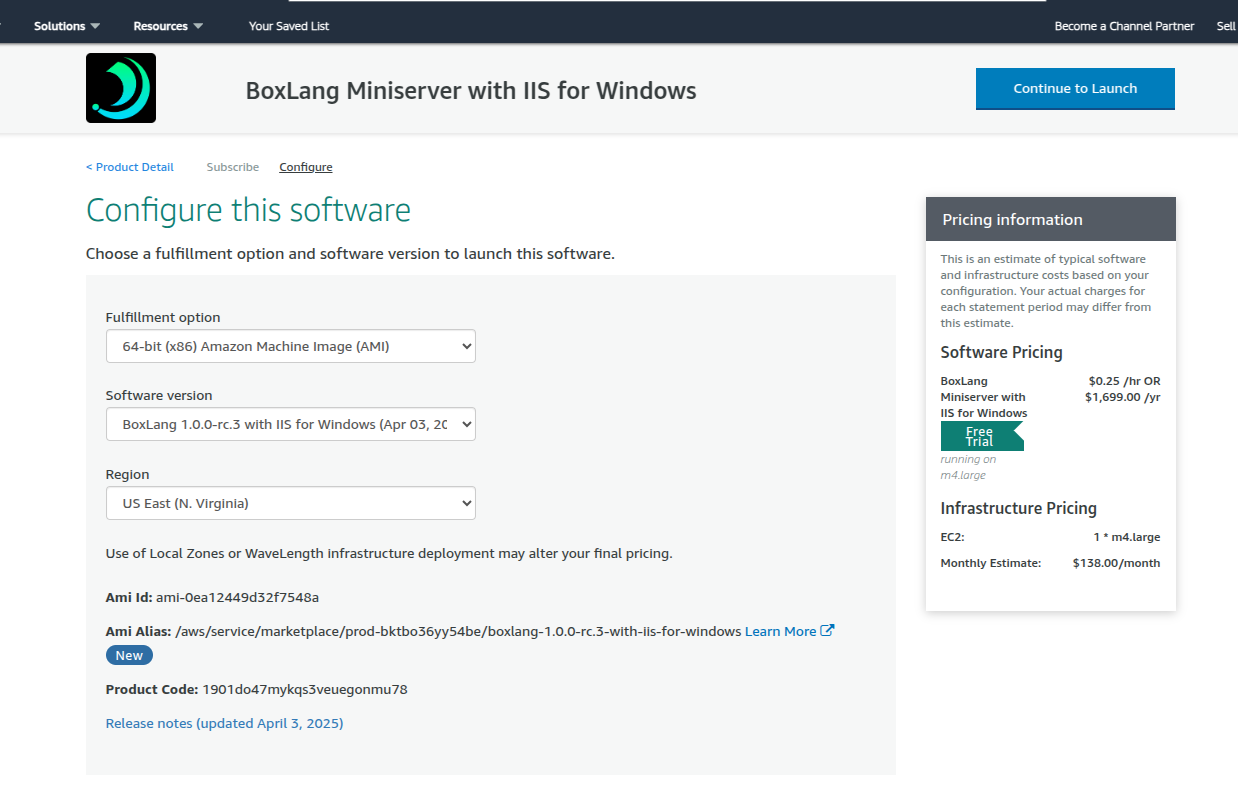 Solutions
Resources
Your Saved List
Become a Channel Partner
Sell
BoxLang Miniserver with IIS for Windows
Continue to Launch
< Product Detail
Subscribe
Configure
Configure this software
Choose a fulfillment option and software version to launch this software.
Fulfillment option
64-bit (x86) Amazon Machine Image (AMI)
Software version
BoxLang 1.0.0-rc.3 with IIS for Windows (Apr 03, 20
Region
US East (N. Virginia)
Use of Local Zones or WaveLength infrastructure deployment may alter your final pricing.
Ami Id: ami-0ea12449d32f7548a
Ami Alias: /aws/service/marketplace/prod-bktbo36yy54be/boxlang-1.0.0-rc.3-with-iis-for-windows Learn More
New
Product Code: 1901do47mykqs3veuegonmu78
Release notes (updated April 3, 2025)
Pricing information
This is an estimate of typical software
and infrastructure costs based on your
configuration. Your actual charges for
each statement period may differ from
this estimate.
Software Pricing
BoxLang $0.25 /hr OR
Miniserver with $1,699.00 /yr
IIS for Windows
Free
Trial
running on
m4.large
Infrastructure Pricing
EC2: 1 * m4.large
Monthly Estimate: $138.00/month